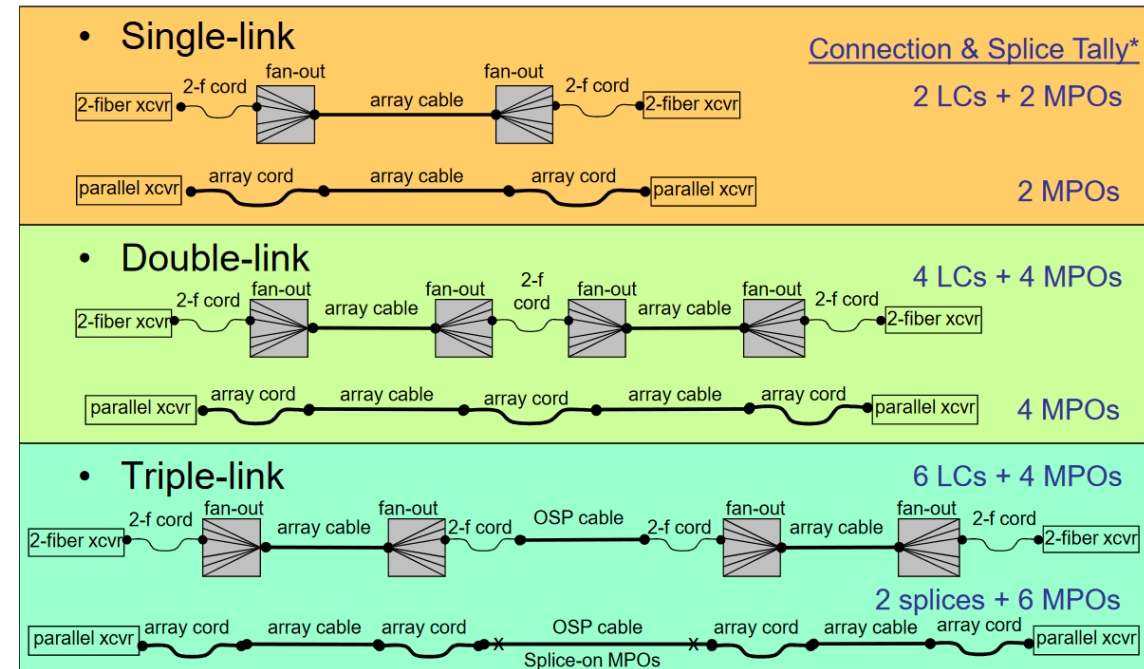 • Single-link
Connection & Splice Tally*
2-fiber xcvr
2-f cord
fan-out
array cable
fan-out
2-f cord
2-fiber xcvr
2 LCs + 2 MPOs
parallel xcvr
array cord
array cable
array cord
parallel xcvr
2 MPOs
• Double-link
4 LCs + 4 MPOs
2-fiber xcvr
2-f cord
fan-out
array cable
fan-out
2-f
cord
fan-out
array cable
fan-out
2-f cord
2-fiber xcvr
parallel xcvr
array cord
array cable
array cord
array cable
array cord
parallel xcvr
4 MPOs
• Triple-link
6 LCs + 4 MPOs
2-fiber xcvr
2-f cord
fan-out
array cable
fan-out
2-f cord
OSP cable
2-f cord
fan-out
array cable
fan-out
2-f cord
2-fiber xcvr
2 splices + 6 MPOs
parallel xcvr
array cord
array cable
array cord
x
OSP cable
x
Splice-on MPOs
array cord
array cable
array cord
parallel xcvr